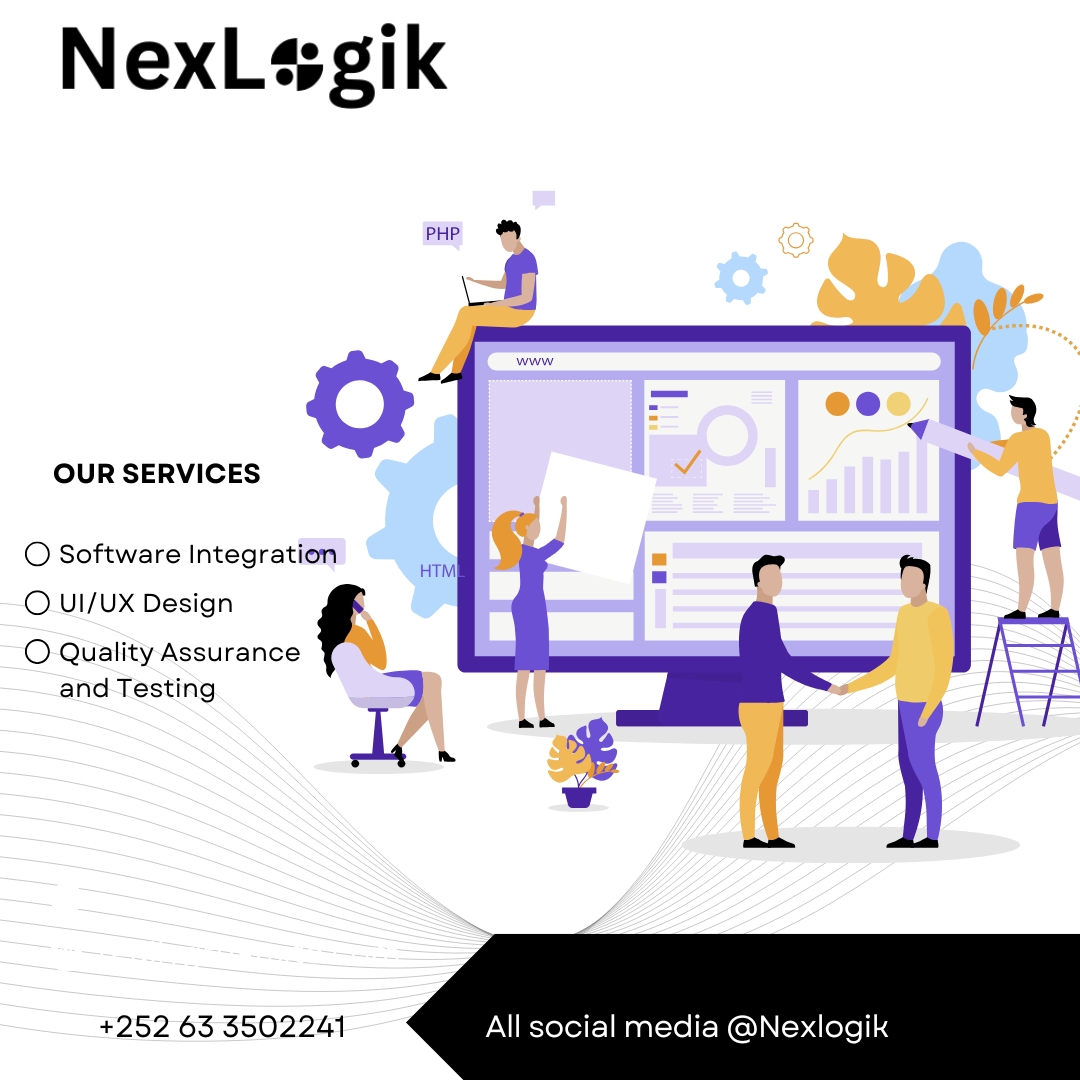 NexLogik
PHP
www
OUR SERVICES
Software Integration
HTML
UI/UX Design
Quality Assurance
and Testing
+252 63 3502241
All social media @Nexlogik